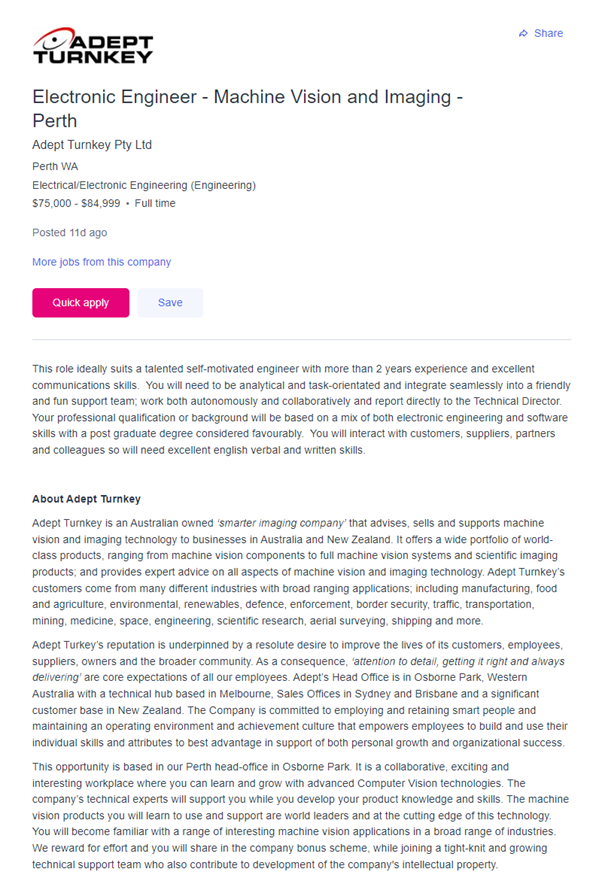 ADEPT
TURNKEY
Share
Electronic Engineer - Machine Vision and Imaging -
Perth
Adept Turnkey Pty Ltd
Perth WA
Electrical/Electronic Engineering (Engineering)
$75,000 - $84,999 • Full time
Posted 11d ago
More jobs from this company
Quick apply
Save
This role ideally suits a talented self-motivated engineer with more than 2 years experience and excellent
communications skills.  You will need to be analytical and task-orientated and integrate seamlessly into a friendly
and fun support team; work both autonomously and collaboratively and report directly to the Technical Director.
Your professional qualification or background will be based on a mix of both electronic engineering and software
skills with a post graduate degree considered favourably.  You will interact with customers, suppliers, partners
and colleagues so will need excellent english verbal and written skills.
About Adept Turnkey
Adept Turnkey is an Australian owned ‘smarter imaging company’ that advises, sells and supports machine
vision and imaging technology to businesses in Australia and New Zealand. It offers a wide portfolio of world-
class products, ranging from machine vision components to full machine vision systems and scientific imaging
products; and provides expert advice on all aspects of machine vision and imaging technology. Adept Turnkey's
customers come from many different industries with broad ranging applications; including manufacturing, food
and agriculture, environmental, renewables, defence, enforcement, border security, traffic, transportation,
mining, medicine, space, engineering, scientific research, aerial surveying, shipping and more.
Adept Turkey's reputation is underpinned by a resolute desire to improve the lives of its customers, employees,
suppliers, owners and the broader community. As a consequence, ‘attention to detail, getting it right and always
delivering’ are core expectations of all our employees. Adept's Head Office is in Osborne Park, Western
Australia with a technical hub based in Melbourne, Sales Offices in Sydney and Brisbane and a significant
customer base in New Zealand. The Company is committed to employing and retaining smart people and
maintaining an operating environment and achievement culture that empowers employees to build and use their
individual skills and attributes to best advantage in support of both personal growth and organizational success.
This opportunity is based in our Perth head-office in Osborne Park. It is a collaborative, exciting and
interesting workplace where you can learn and grow with advanced Computer Vision technologies. The
company's technical experts will support you while you develop your product knowledge and skills. The machine
vision products you will learn to use and support are world leaders and at the cutting edge of this technology.
You will become familiar with a range of interesting machine vision applications in a broad range of industries.
We reward for effort and you will share in the company bonus scheme, while joining a tight-knit and growing
technical support team who also contribute to development of the company's intellectual property.